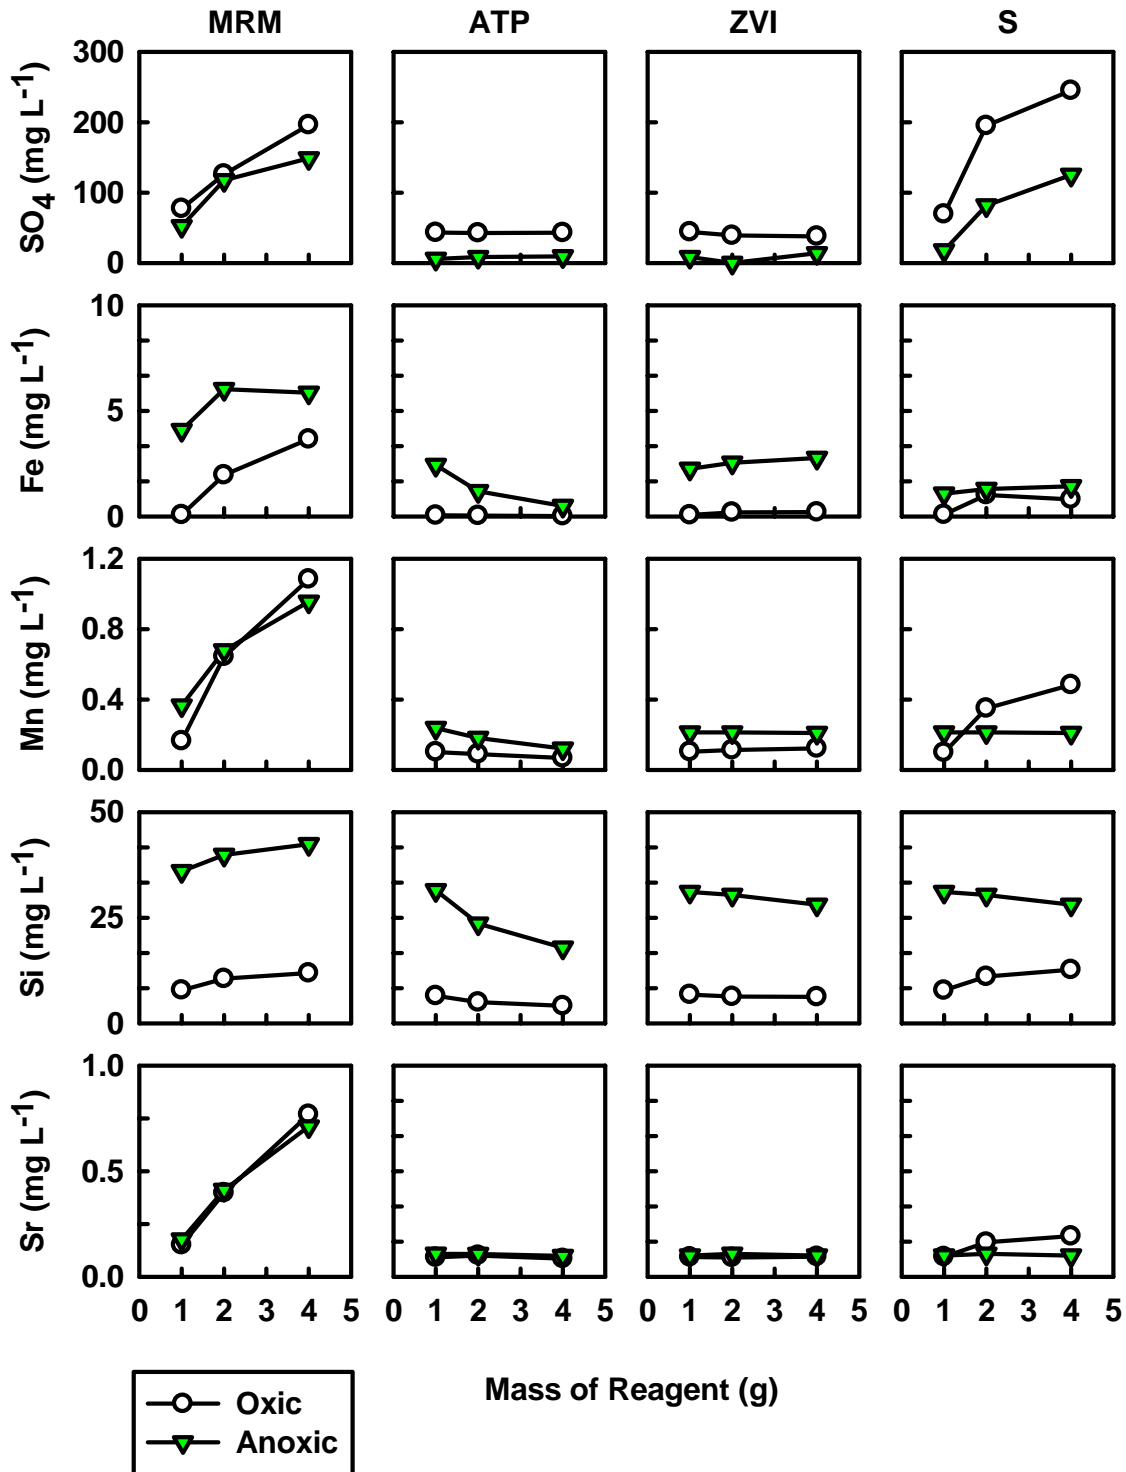 MRM ATP ZVI S
SO4 (mg L-1)
300
200
100
0
Fe (mg L-1)
10
5
0
Mn (mg L-1)
1.2
0.8
0.4
0.0
Si (mg L-1)
50
25
0
Sr (mg L-1)
1.0
0.5
0.0
0 1 2 3 4 5 0 1 2 3 4 5 0 1 2 3 4 5 0 1 2 3 4 5
Mass of Reagent (g)
Oxic
Anoxic